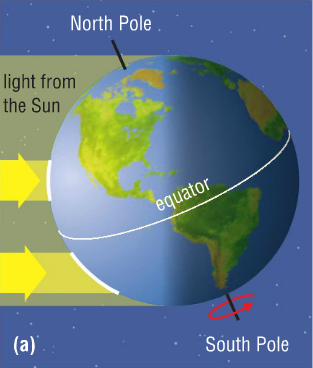 North Pole
light from
the Sun
equator
(a)
South Pole